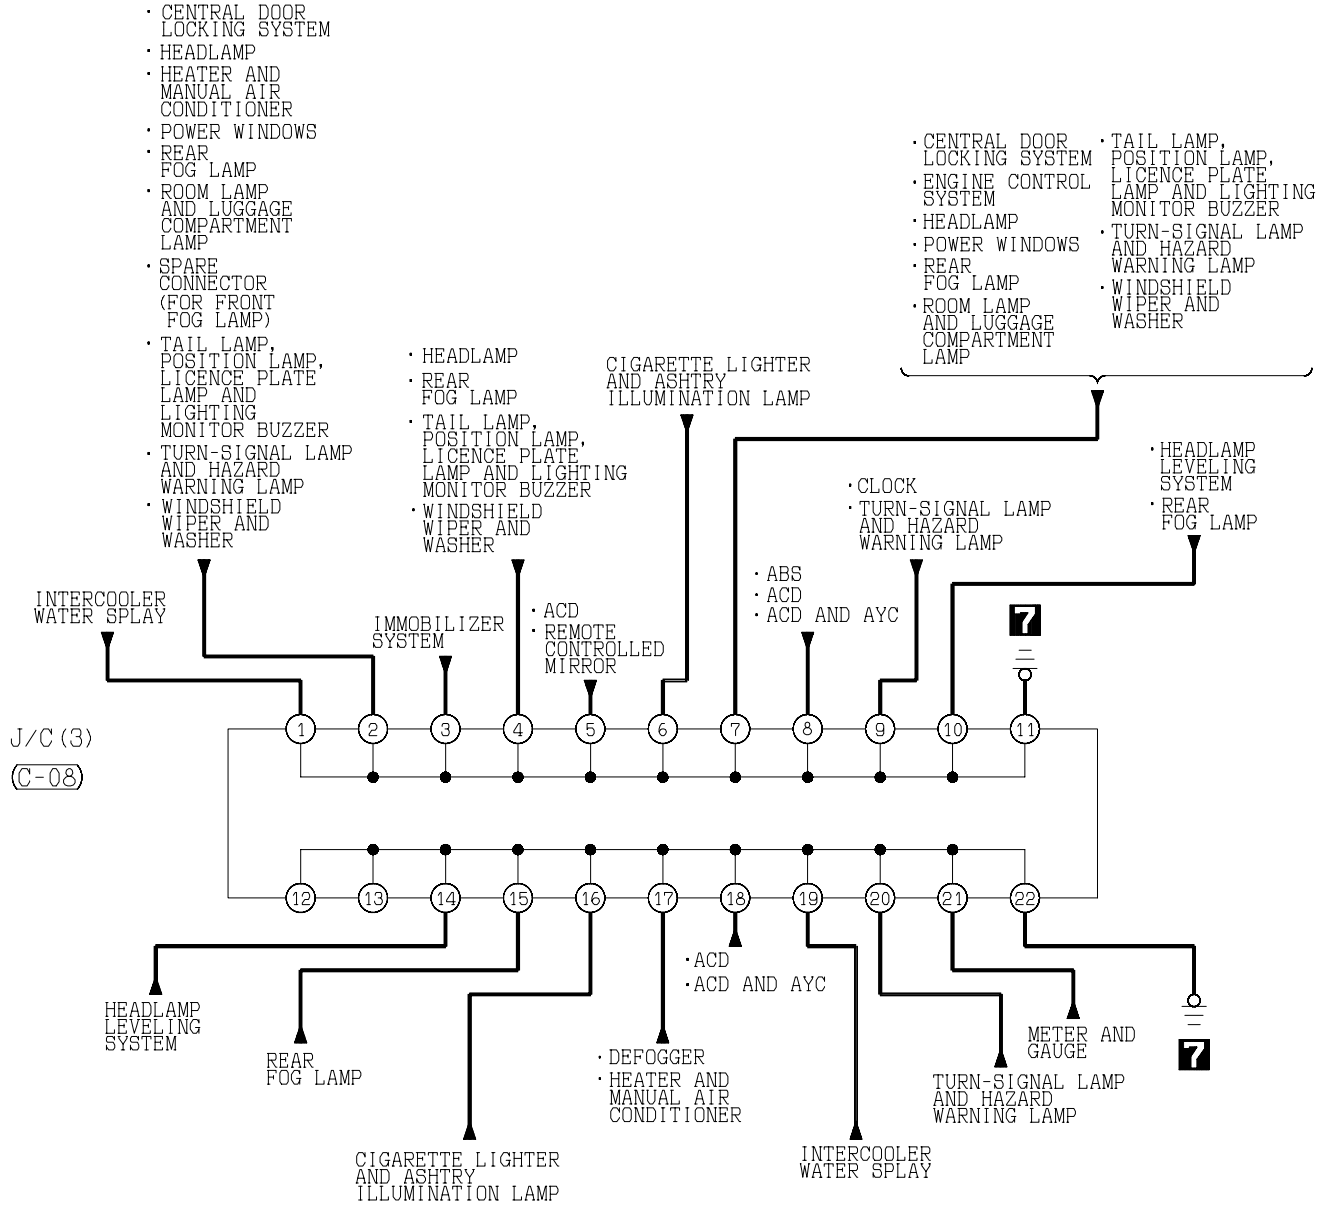 · CENTRAL DOOR
LOCKING SYSTEM
· HEADLAMP
· HEATER AND
MANUAL AIR
CONDITIONER
· POWER WINDOWS
· REAR
FOG LAMP
· ROOM LAMP
AND LUGGAGE
COMPARTMENT
LAMP
· SPARE
CONNECTOR
(FOR FRONT
FOG LAMP)
· TAIL LAMP,
POSITION LAMP,
LICENCE PLATE
LAMP AND
LIGHTING
MONITOR BUZZER
· TURN-SIGNAL LAMP
AND HAZARD
WARNING LAMP
· WINDSHIELD
WIPER AND
WASHER
· HEADLAMP
· REAR
FOG LAMP
· TAIL LAMP,
POSITION LAMP,
LICENCE PLATE
LAMP AND LIGHTING
MONITOR BUZZER
· WINDSHIELD
WIPER AND
WASHER
CIGARETTE LIGHTER
AND ASHTRY
ILLUMINATION LAMP
· CENTRAL DOOR
LOCKING SYSTEM
· ENGINE CONTROL
SYSTEM
· HEADLAMP
· POWER WINDOWS
· REAR
FOG LAMP
· ROOM LAMP
AND LUGGAGE
COMPARTMENT
LAMP
· TAIL LAMP,
POSITION LAMP,
LICENCE PLATE
LAMP AND LIGHTING
MONITOR BUZZER
· TURN-SIGNAL LAMP
AND HAZARD
WARNING LAMP
· WINDSHIELD
WIPER AND
WASHER
· HEADLAMP
LEVELING
SYSTEM
· REAR
FOG LAMP
· CLOCK
· TURN-SIGNAL LAMP
AND HAZARD
WARNING LAMP
· ABS
· ACD
· ACD AND AYC
INTERCOOLER
WATER SPLAY
IMMOBILIZER
SYSTEM
· ACD
· REMOTE
CONTROLLED
MIRROR
7
1 2 3 4 5 6 7 8 9 10 11
J/C(3)
C-08
12 13 14 15 16 17 18 19 20 21 22
HEADLAMP
LEVELING
SYSTEM
REAR
FOG LAMP
CIGARETTE LIGHTER
AND ASHTRY
ILLUMINATION LAMP
· DEFOGGER
· HEATER AND
MANUAL AIR
CONDITIONER
· ACD
· ACD AND AYC
INTERCOOLER
WATER SPLAY
TURN-SIGNAL LAMP
AND HAZARD
WARNING LAMP
METER AND
GAUGE
7